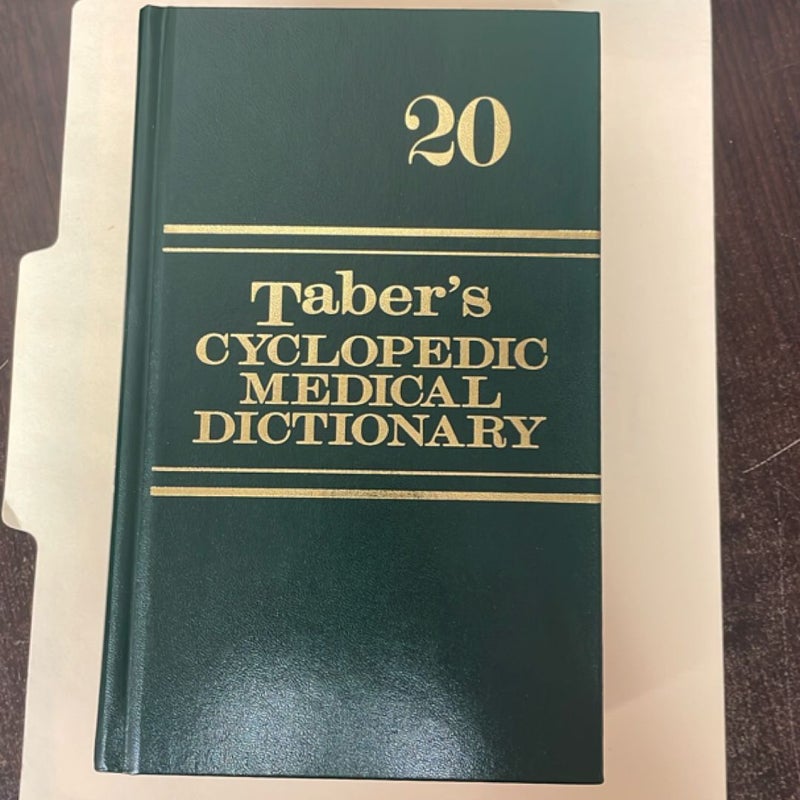 20
Taber's
CYCLOPEDIC
MEDICAL
DICTIONARY